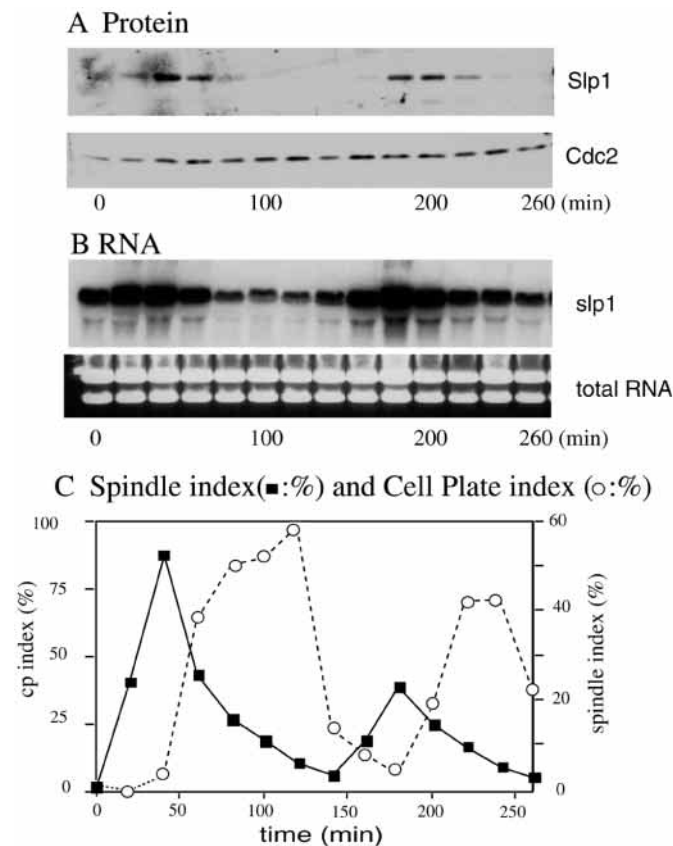 A Protein
Slp1
Cdc2
0 100 200 260 (min)
B RNA
slp1
total RNA
0 100 200 260 (min)
C Spindle index(■:%) and Cell Plate index (○:%)
cp index (%)
100
75
50
25
0
60
40
20
0
spindle index (%)
0 50 100 150 200 250
time (min)